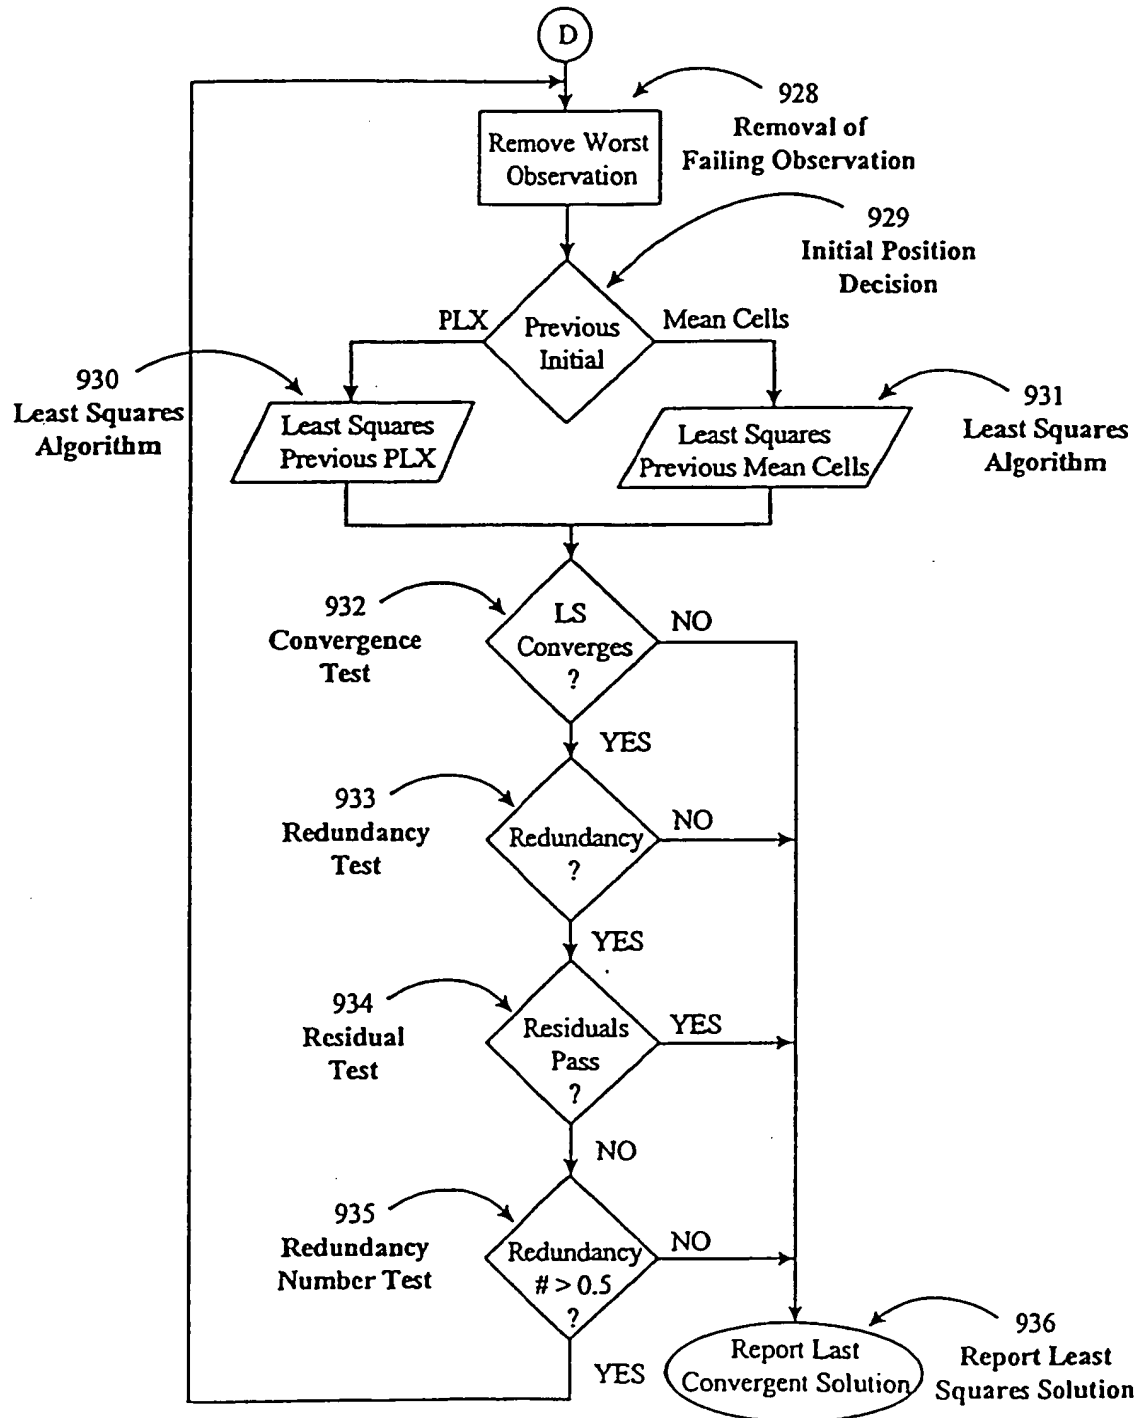 D
928
Removal of
Failing Observation
Remove Worst
Observation
929
Initial Position
Decision
PLX
Previous
Initial
Mean Cells
930
Least Squares
Algorithm
Least Squares
Previous PLX
Least Squares
Previous Mean Cells
931
Least Squares
Algorithm
932
Convergence
Test
LS
Converges
?
NO
YES
933
Redundancy
Test
Redundancy
?
NO
YES
934
Residual
Test
Residuals
Pass
?
YES
NO
935
Redundancy
Number Test
Redundancy
# > 0.5
?
NO
YES
Report Last
Convergent Solution
936
Report Least
Squares Solution